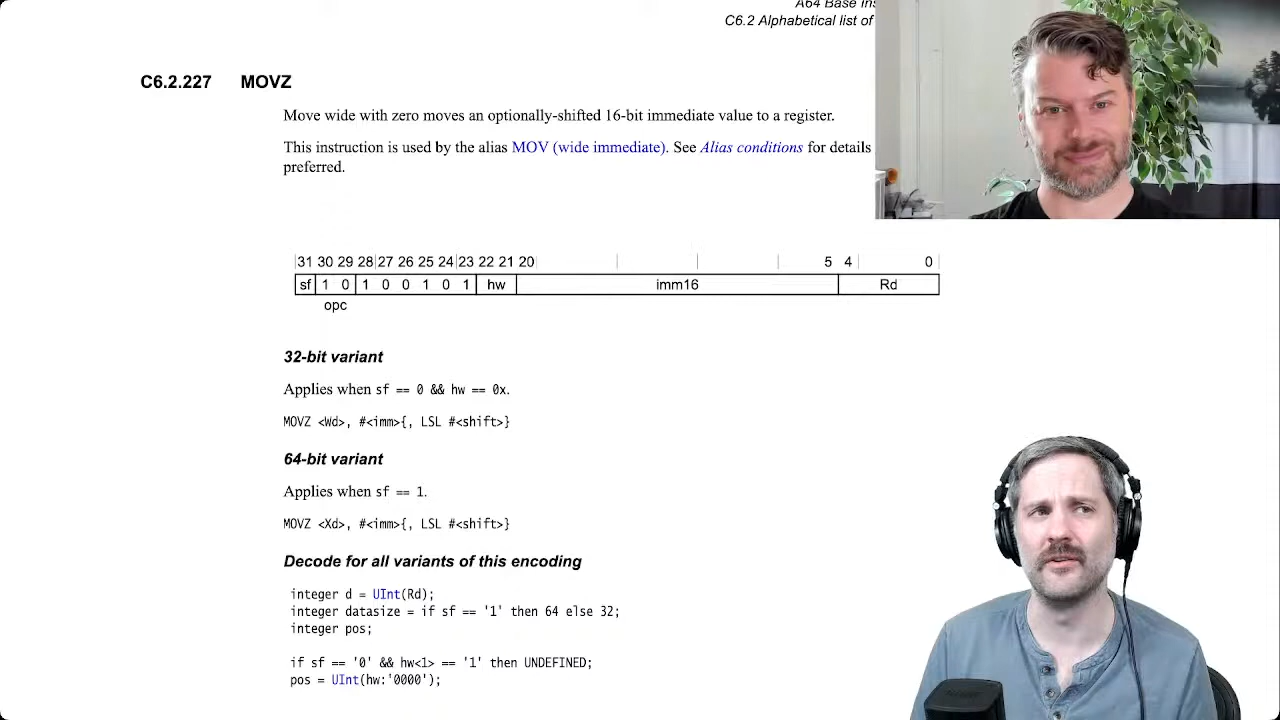 A64 Base Ins
C6.2 Alphabetical list of
C6.2.227 MOVZ
Move wide with zero moves an optionally-shifted 16-bit immediate value to a register.
This instruction is used by the alias MOV (wide immediate). See Alias conditions for details
preferred.
31 30 29 28 27 26 25 24 23 22 21 20 5 4 0
sf 1 0 1 0 0 1 0 1 hw imm16 Rd
opc
32-bit variant
Applies when sf == 0 && hw == 0x.
MOVZ <Wd>, #<imm>{, LSL #<shift>}
64-bit variant
Applies when sf == 1.
MOVZ <Xd>, #<imm>{, LSL #<shift>}
Decode for all variants of this encoding
integer d = UInt(Rd);
integer datasize = if sf == '1' then 64 else 32;
integer pos;
if sf == '0' && hw<1> == '1' then UNDEFINED;
pos = UInt(hw:'0000');